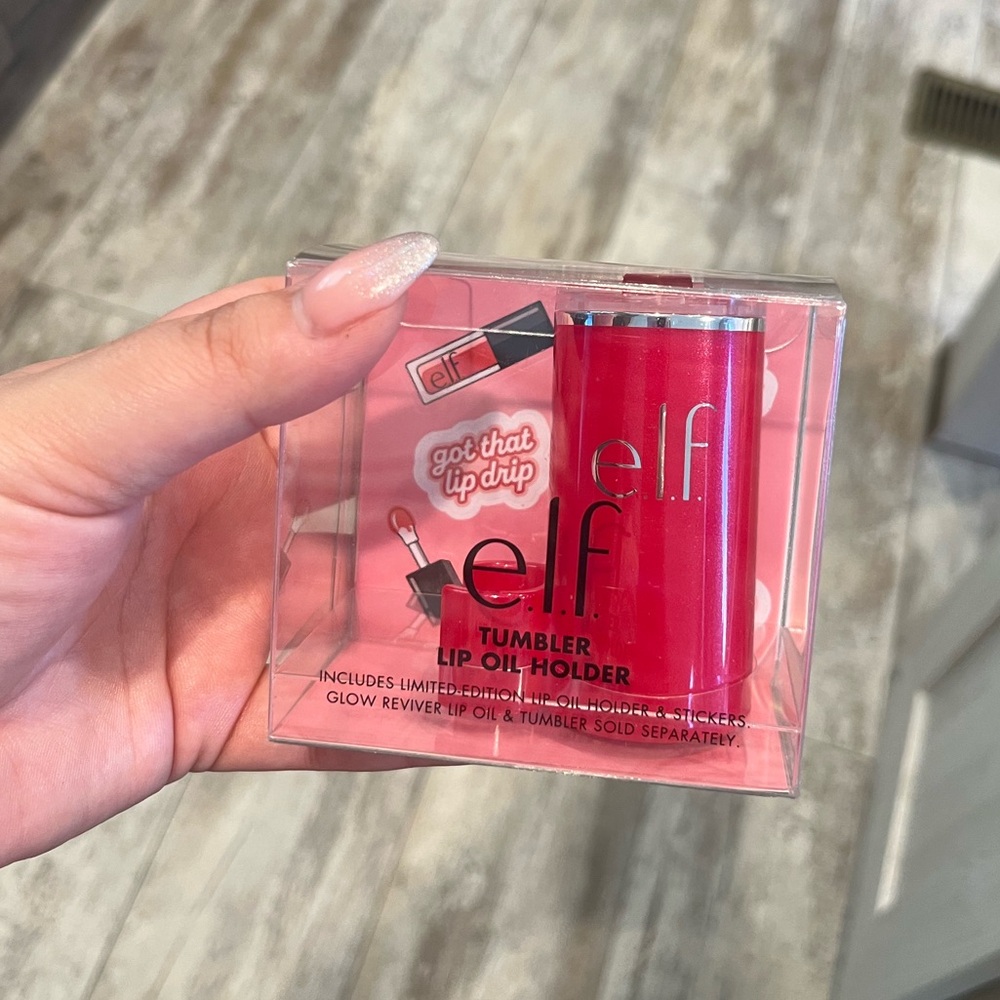 elf
got that
lip drip
e.l.f.
e.l.f.
TUMBLER
LIP OIL HOLDER
INCLUDES LIMITED-EDITION LIP OIL HOLDER & STICKERS.
GLOW REVIVER LIP OIL & TUMBLER SOLD SEPARATELY.